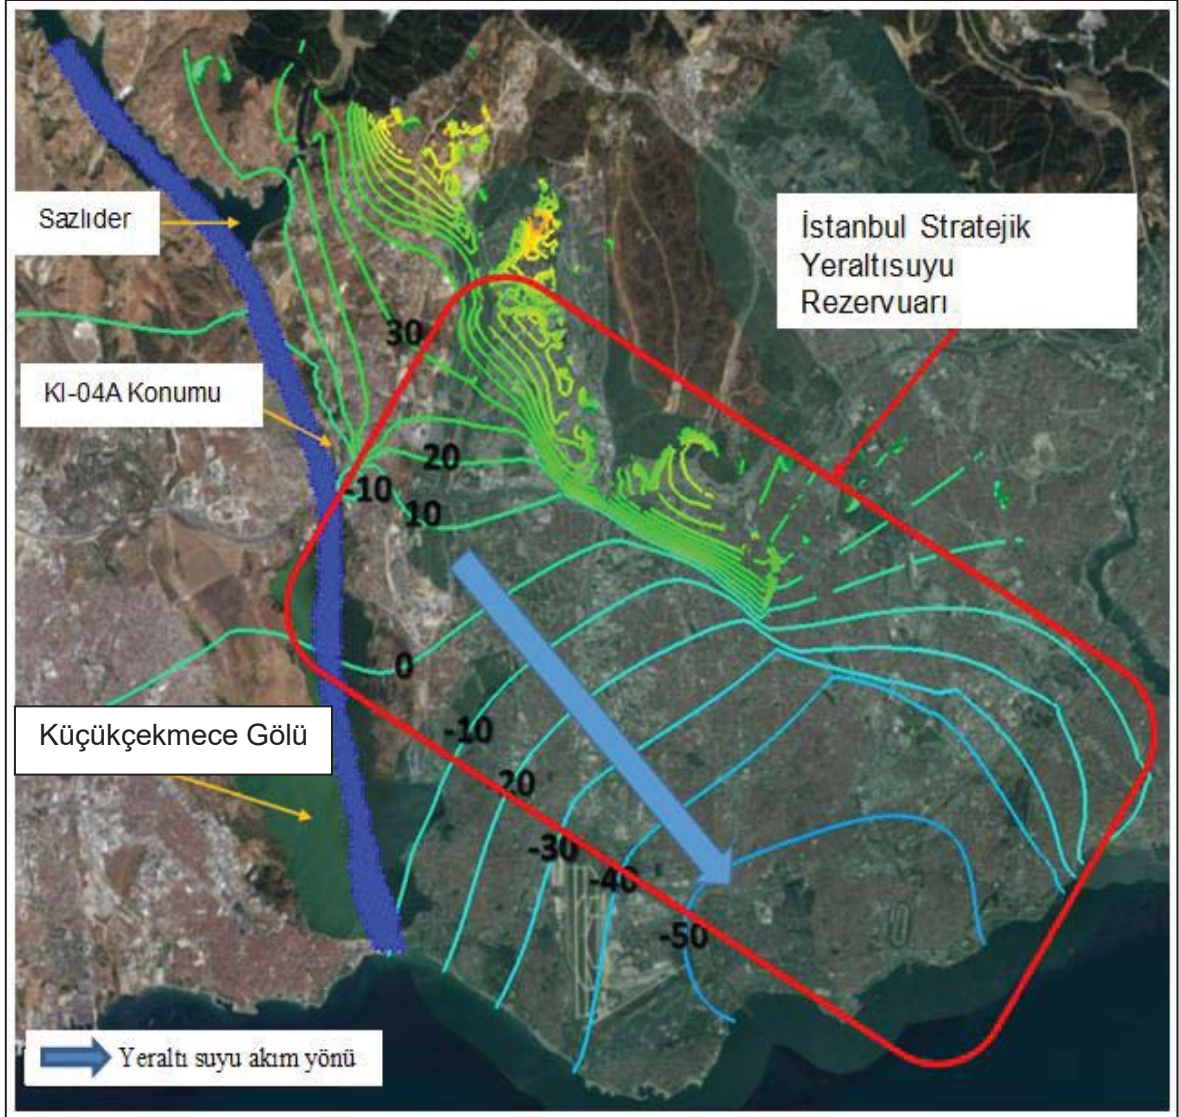 Sazlıder
İstanbul Stratejik
Yeraltısuyu
Rezervuarı
30
KI-04A Konumu
20
-10
10
0
Küçükçekmece Gölü
-10
20
-30
-40
-50
Yeraltı suyu akım yönü